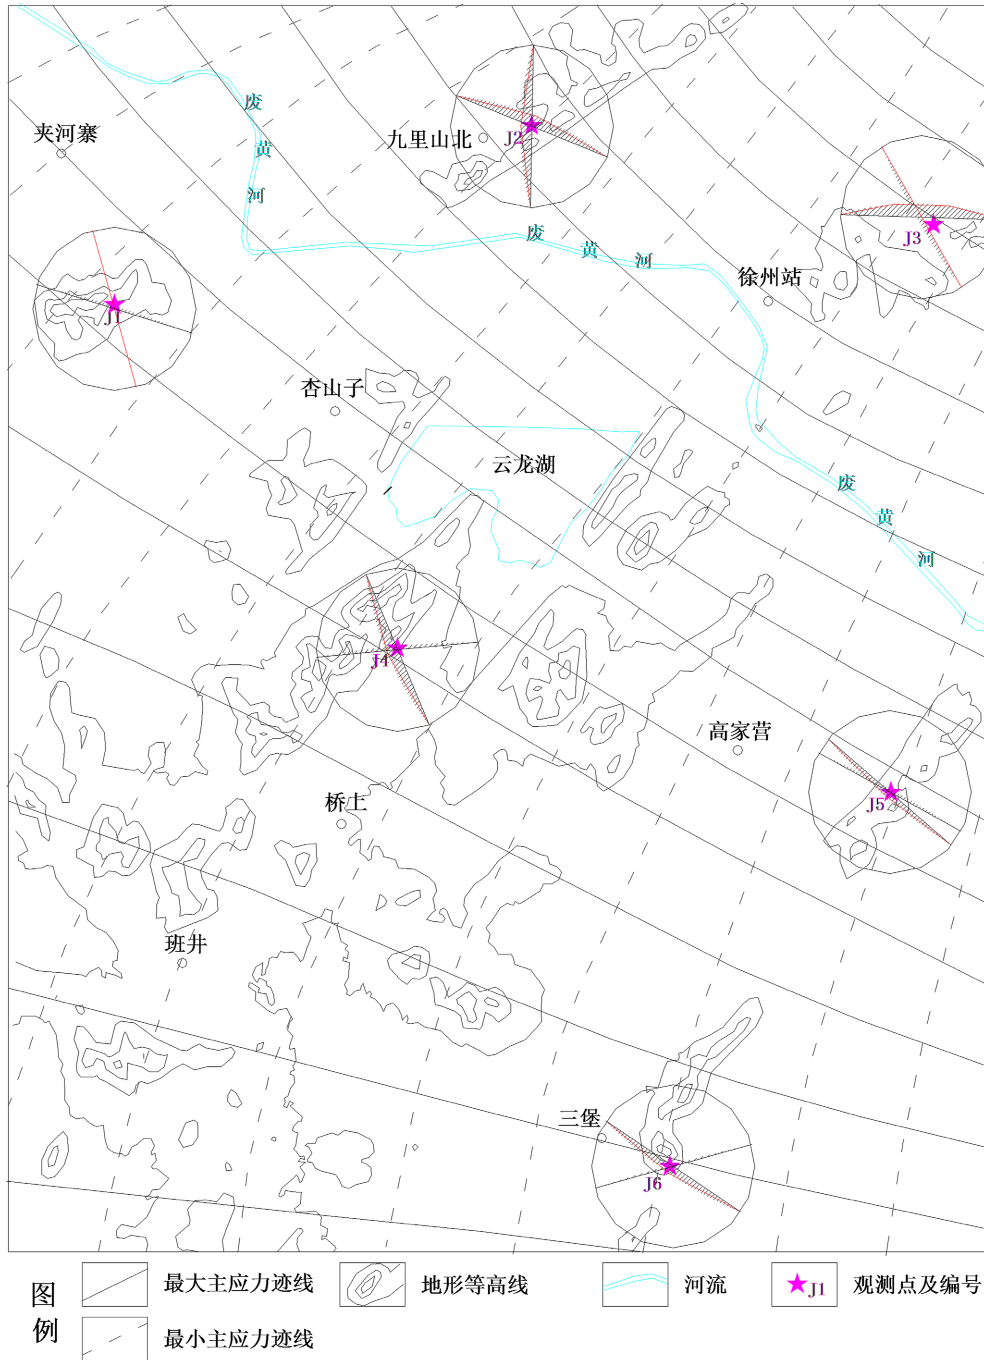 夹河寨
废
黄
河
九里山北
J2
J3
废
黄
河
徐州站
J1
杏山子
云龙湖
废
黄
河
J4
高家营
J5
桥上
班井
三堡
J6
图例
最大主应力迹线
地形等高线
河流
J1
观测点及编号
最小主应力迹线